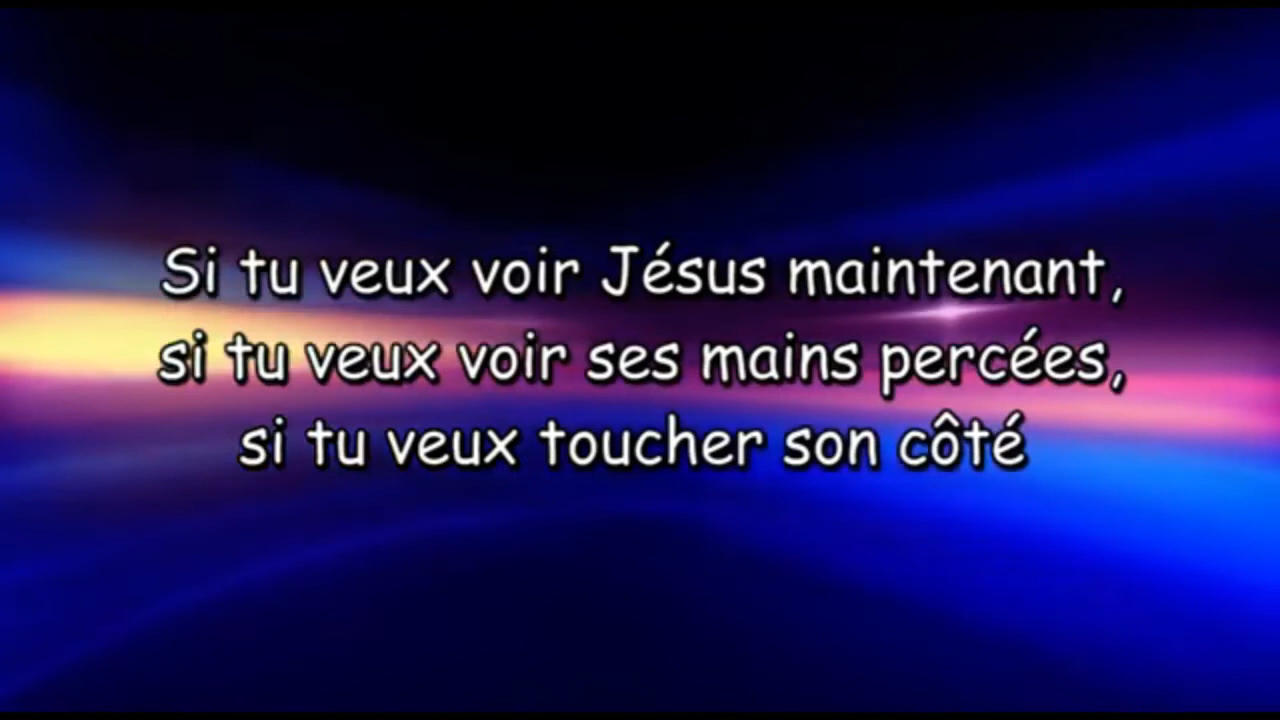 Si tu veux voir Jésus maintenant,
si tu veux voir ses mains percées,
si tu veux toucher son côté